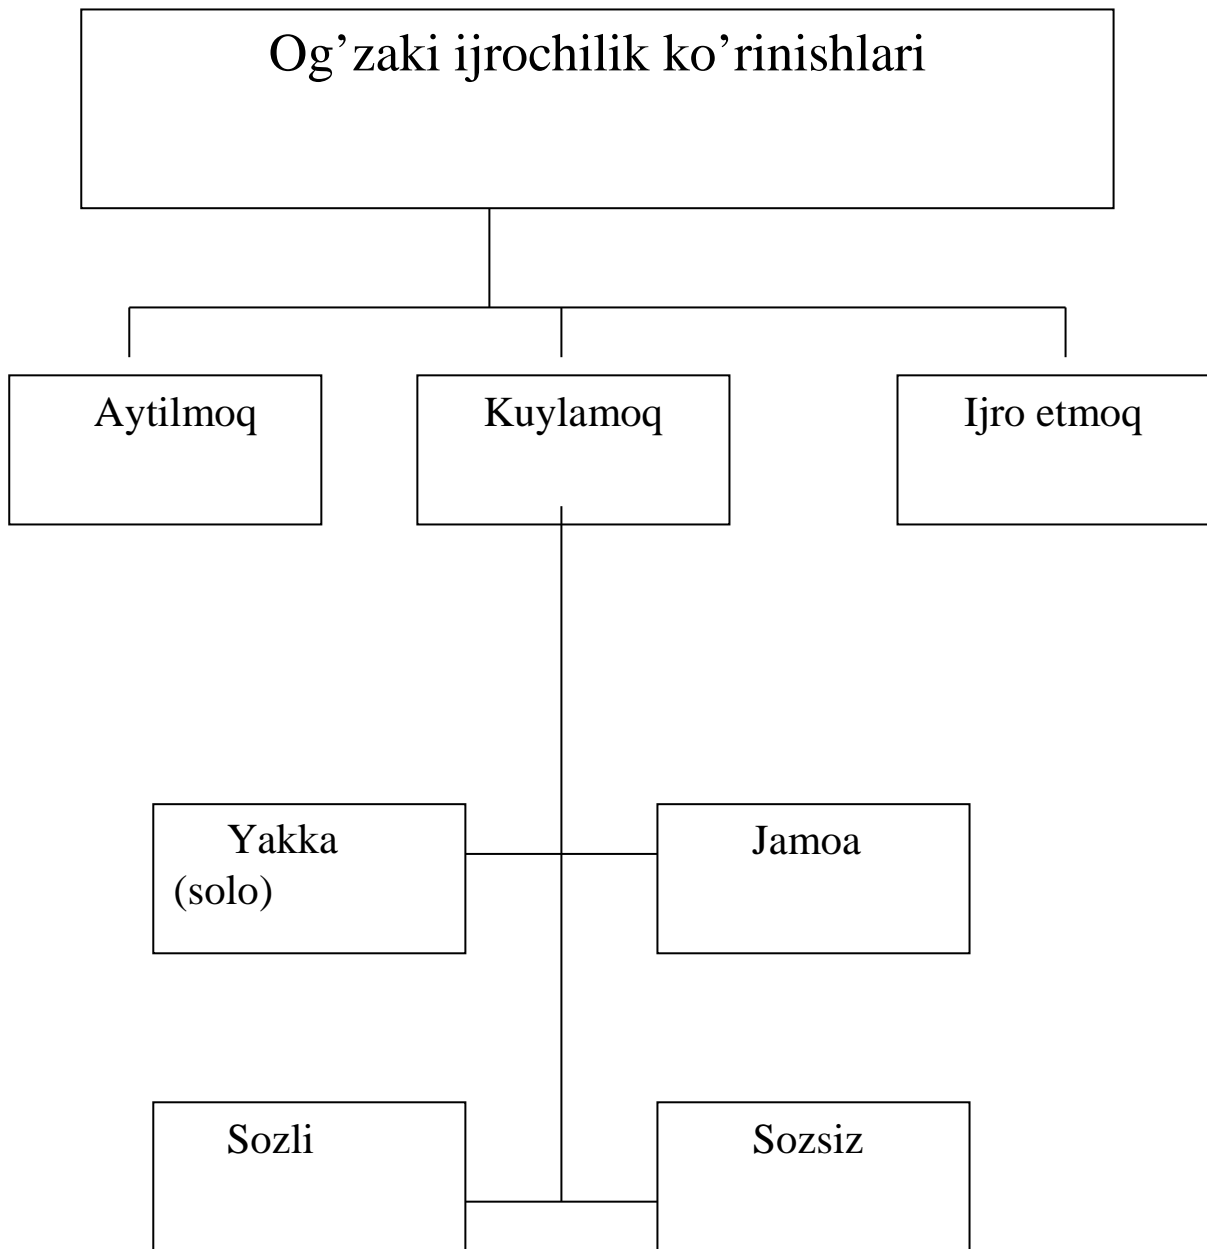 Og’zaki ijrochilik ko’rinishlari
Aytilmoq
Kuylamoq
Ijro etmoq
Yakka
(solo)
Jamoa
Sozli
Sozsiz